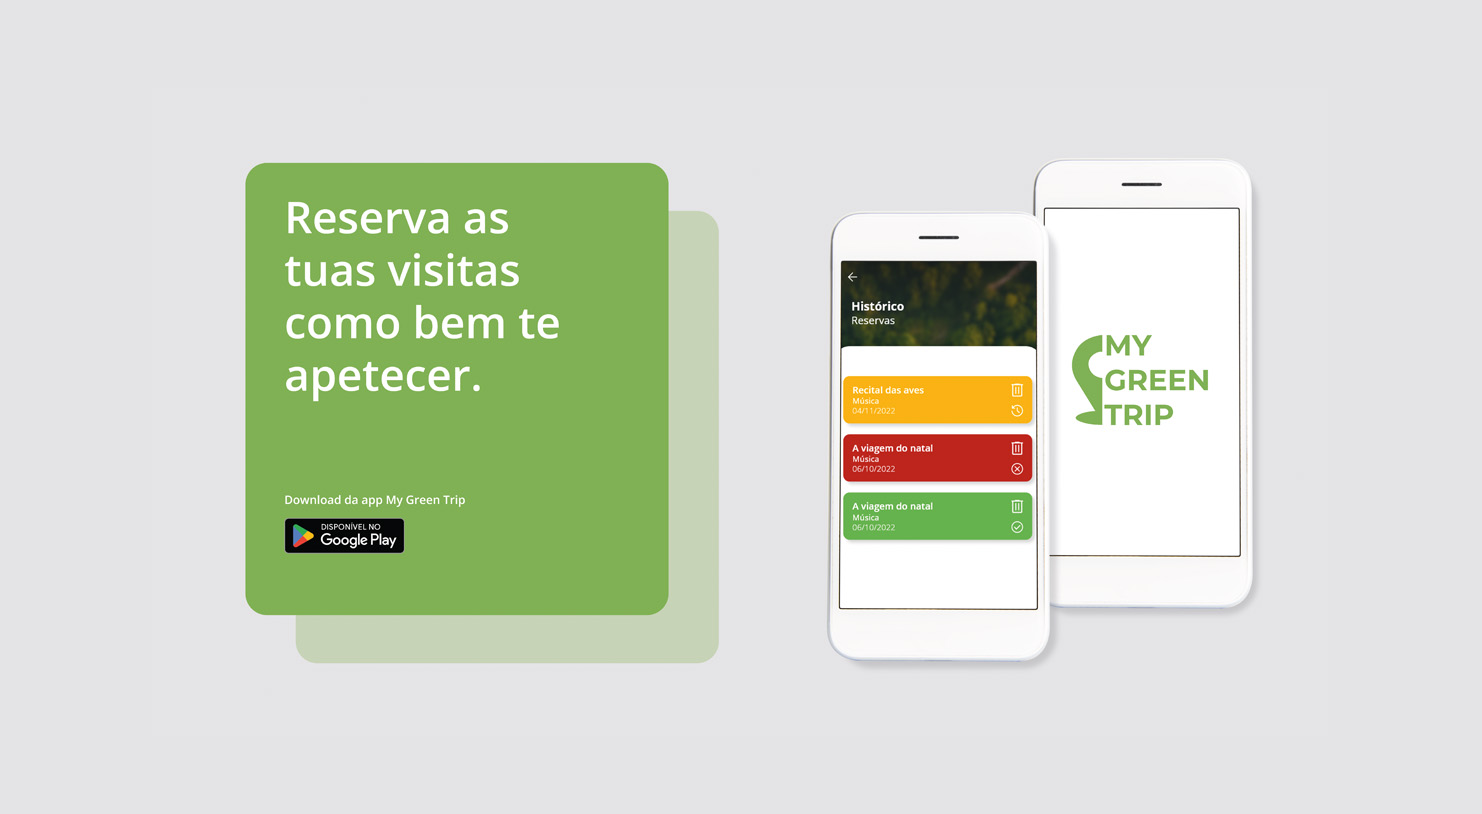 Reserva as
tuas visitas
como bem te
apetecer.
Download da app My Green Trip
DISPONÍVEL NO
Google Play
Histórico
Reservas
Recital das aves
Música
04/11/2022
A viagem do natal
Música
06/10/2022
A viagem do natal
Música
06/10/2022
MY
GREEN
TRIP